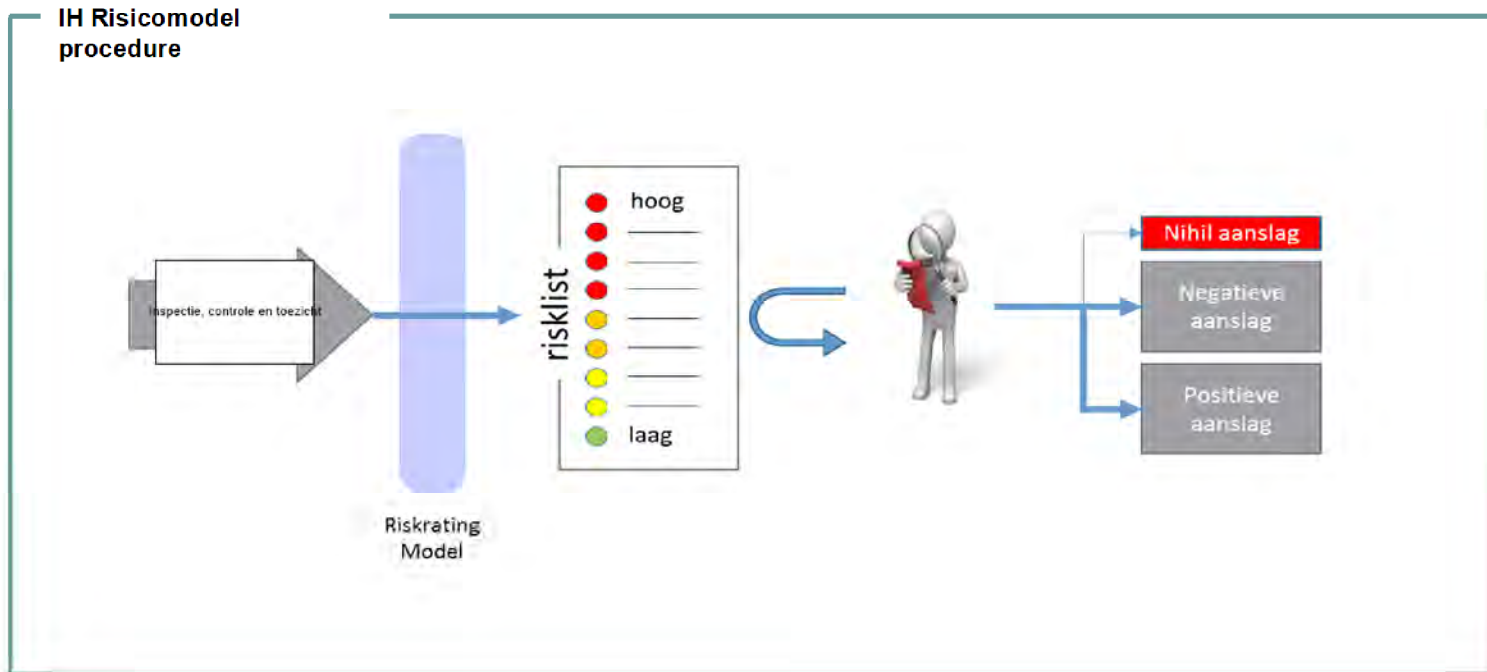 IH Risicomodel
procedure
Inspectie, controle en toezicht
Riskrating
Model
risklist
hoog
laag
Nihil aanslag
Negatieve
aanslag
Positieve
aanslag